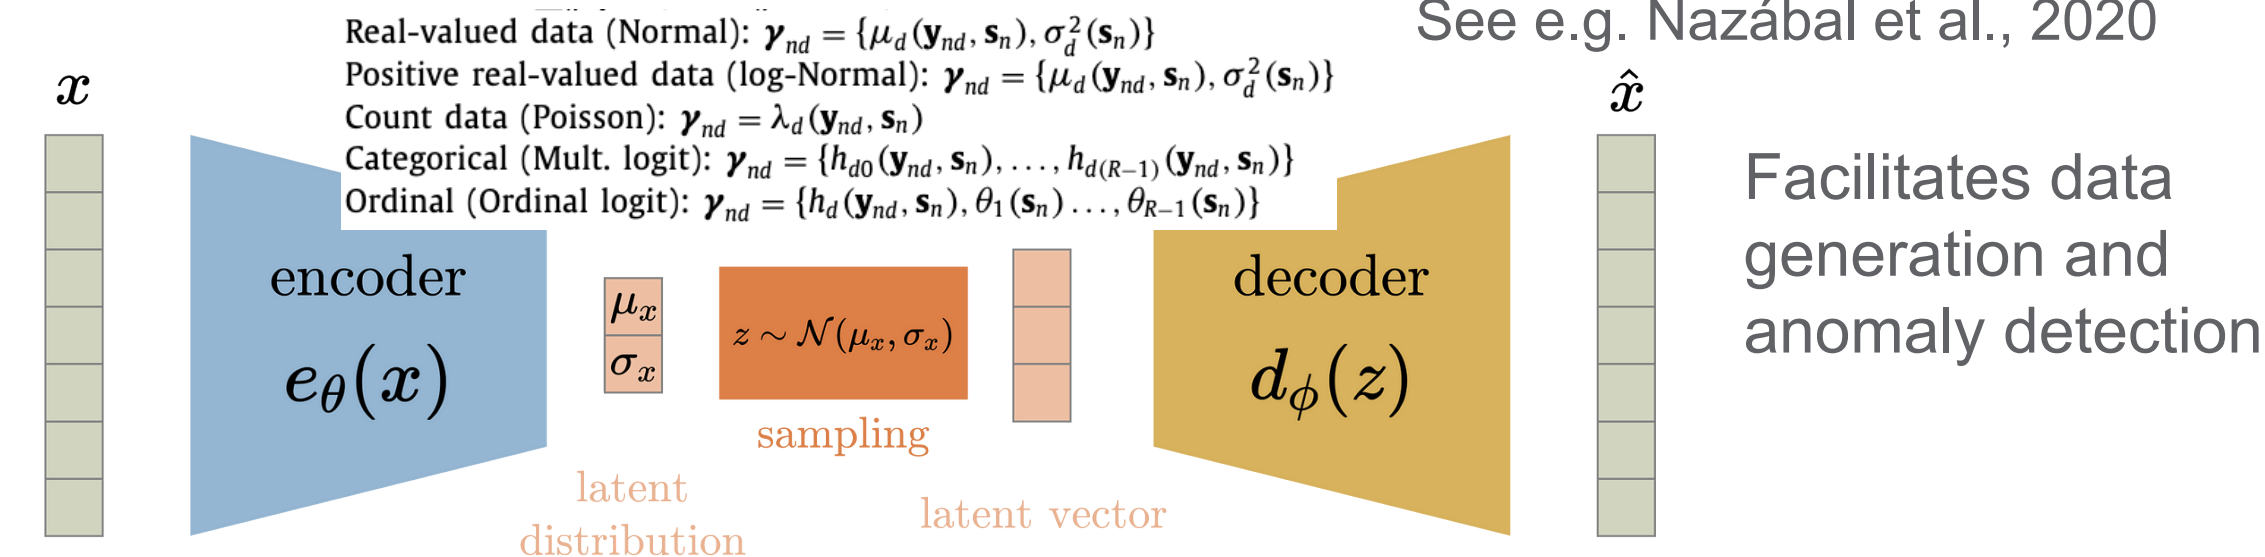 Real-valued data (Normal): γ_nd = {μ_d(y_nd, s_n), σ_d^2(s_n)}
Positive real-valued data (log-Normal): γ_nd = {μ_d(y_nd, s_n), σ_d^2(s_n)}
Count data (Poisson): γ_nd = λ_d(y_nd, s_n)
Categorical (Mult. logit): γ_nd = {h_d0(y_nd, s_n), . . . , h_d(R−1)(y_nd, s_n)}
Ordinal (Ordinal logit): γ_nd = {h_d(y_nd, s_n), θ_1(s_n) . . . , θ_R−1(s_n)}
See e.g. Nazábal et al., 2020
x
encoder
e_θ(x)
μ_x
σ_x
latent
distribution
z ∼ N(μ_x, σ_x)
sampling
latent vector
decoder
d_ϕ(z)
x̂
Facilitates data
generation and
anomaly detection